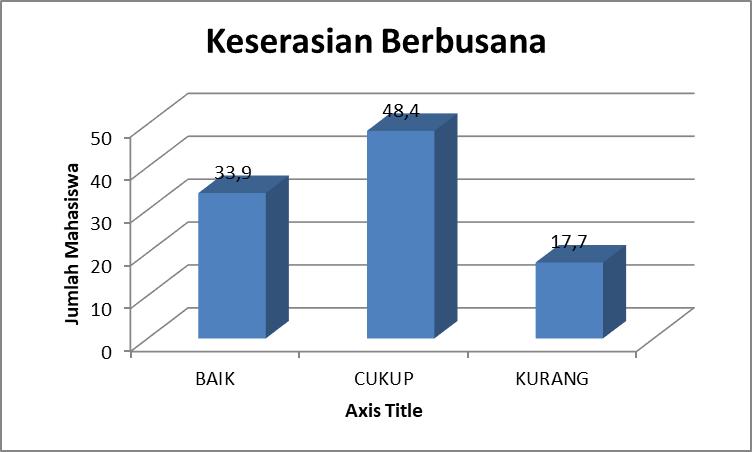 Keserasian Berbusana
Jumlah Mahasiswa
50
40
30
20
10
0
33,9
48,4
17,7
BAIK
CUKUP
KURANG
Axis Title